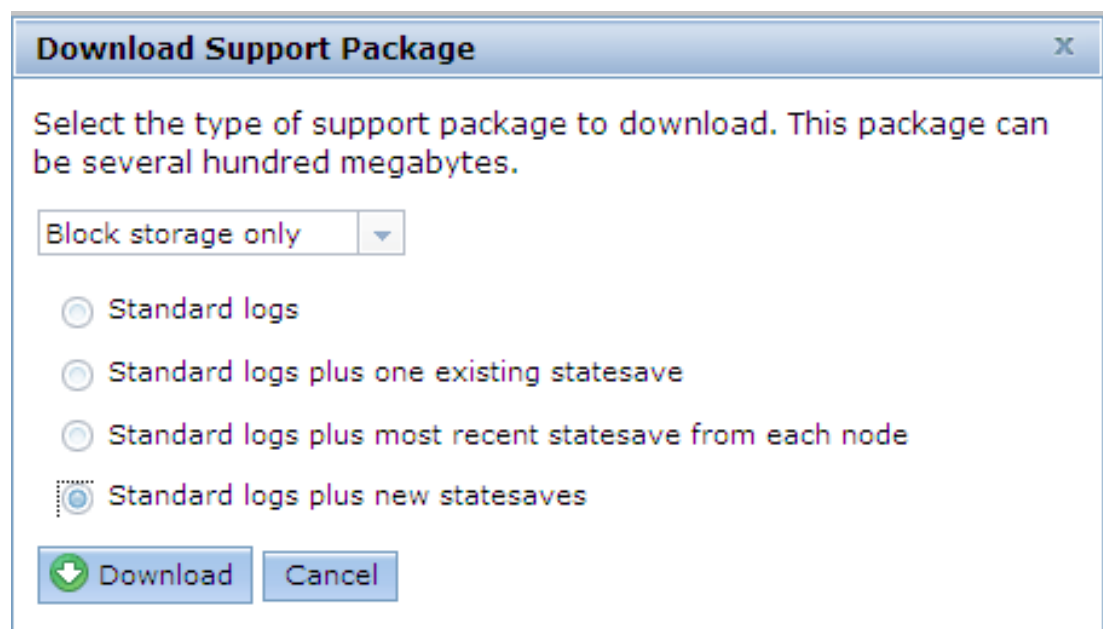 Download Support Package x
Select the type of support package to download. This package can
be several hundred megabytes.
Block storage only
Standard logs
Standard logs plus one existing statesave
Standard logs plus most recent statesave from each node
Standard logs plus new statesaves
Download Cancel